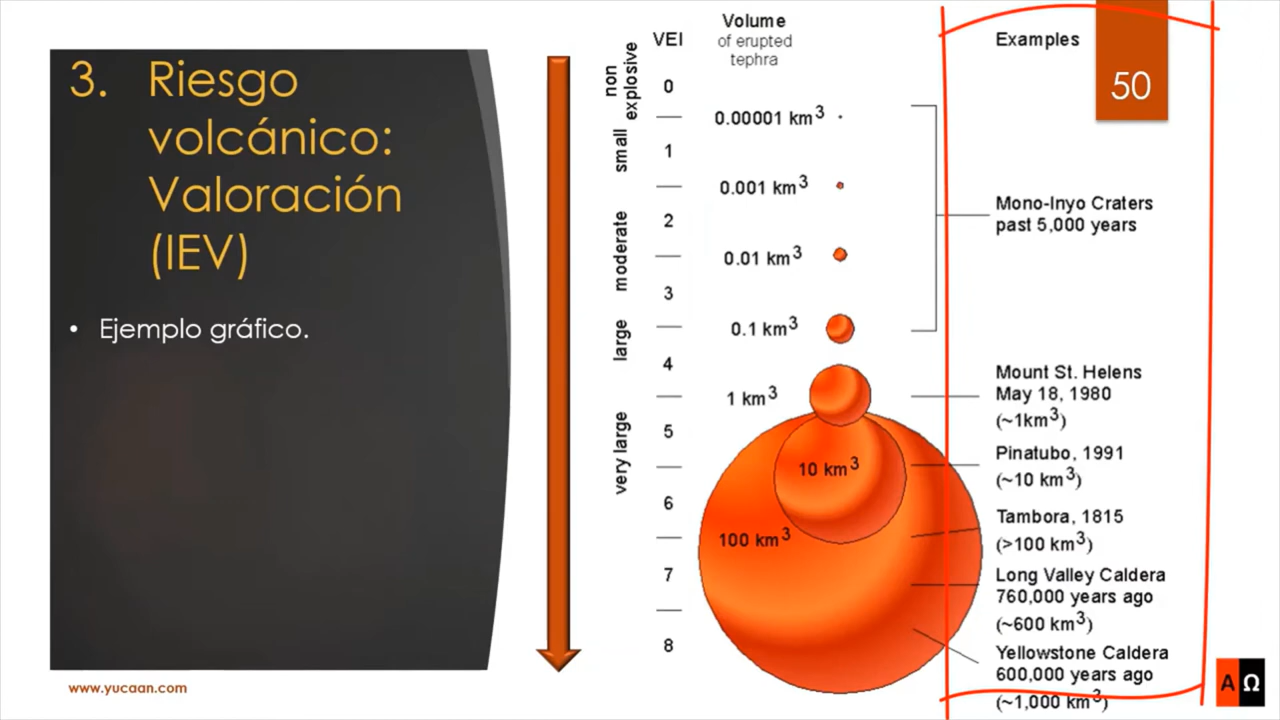 3. Riesgo
volcánico:
Valoración
(IEV)
• Ejemplo gráfico.
www.yucaan.com
50
VEI
Volume
of erupted
tephra
Examples
non
explosive
small
moderate
large
very large
0
0.00001 km³
1
0.001 km³
2
0.01 km³
3
0.1 km³
4
1 km³
5
10 km³
6
100 km³
7
8
Mono-Inyo Craters
past 5,000 years
Mount St. Helens
May 18, 1980
(~1km³)
Pinatubo, 1991
(~10 km³)
Tambora, 1815
(>100 km³)
Long Valley Caldera
760,000 years ago
(~600 km³)
Yellowstone Caldera
600,000 years ago
(~1,000 km³)
A Ω